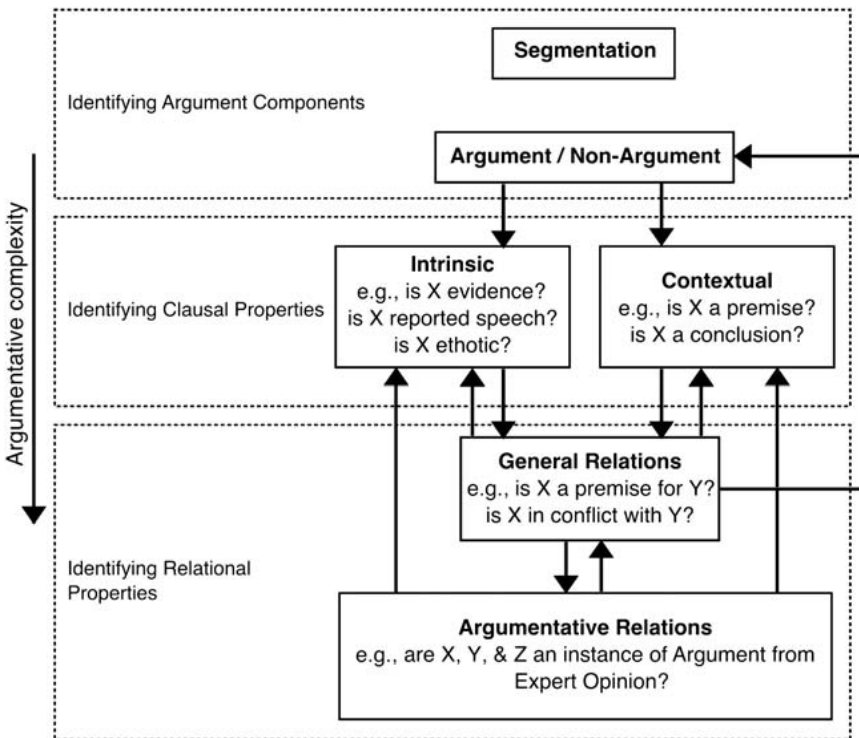 Segmentation
Identifying Argument Components
Argument / Non-Argument
Argumentative complexity
Intrinsic
e.g., is X evidence?
is X reported speech?
is X ethotic?
Contextual
e.g., is X a premise?
is X a conclusion?
Identifying Clausal Properties
General Relations
e.g., is X a premise for Y?
is X in conflict with Y?
Identifying Relational
Properties
Argumentative Relations
e.g., are X, Y, & Z an instance of Argument from
Expert Opinion?